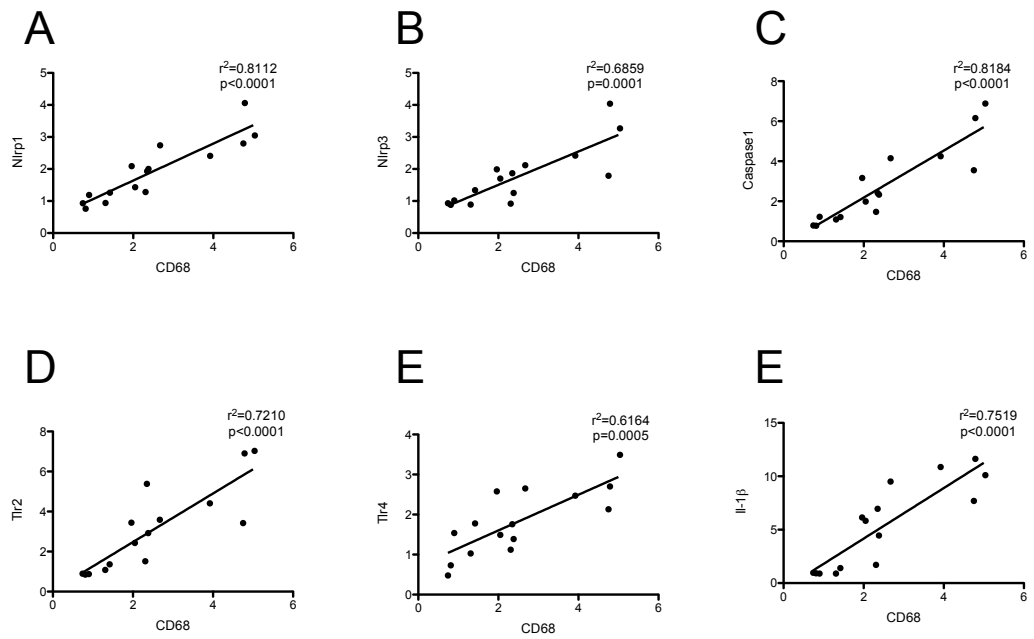 A
r²=0.8112
p<0.0001
5
4
3
2
1
0
Nlrp1
0 2 4 6
CD68
B
r²=0.6859
p=0.0001
5
4
3
2
1
0
Nlrp3
0 2 4 6
CD68
C
r²=0.8184
p<0.0001
8
6
4
2
0
Caspase1
0 2 4 6
CD68
D
r²=0.7210
p<0.0001
8
6
4
2
0
Tlr2
0 2 4 6
CD68
E
r²=0.6164
p=0.0005
4
3
2
1
0
Tlr4
0 2 4 6
CD68
E
r²=0.7519
p<0.0001
15
10
5
0
Il-1β
0 2 4 6
CD68